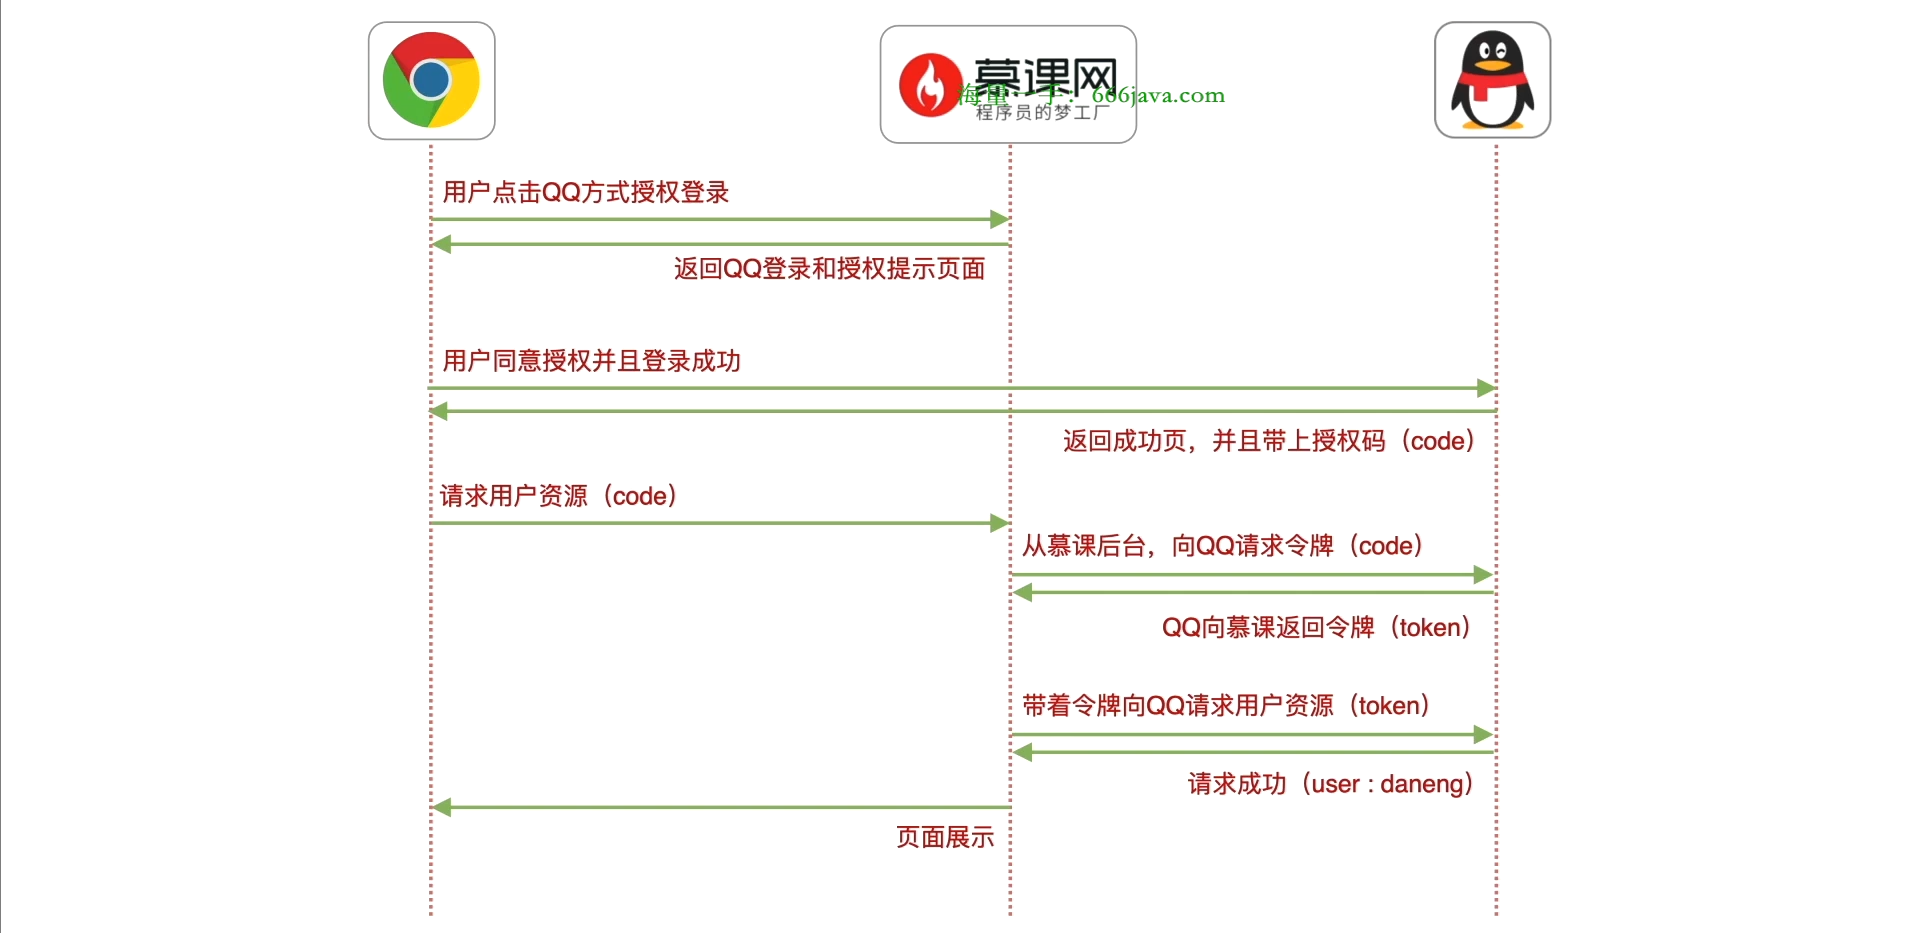 慕课网
海量一手：666java.com
程序员的梦工厂
用户点击QQ方式授权登录
返回QQ登录和授权提示页面
用户同意授权并且登录成功
返回成功页，并且带上授权码（code）
请求用户资源（code）
从慕课后台，向QQ请求令牌（code）
QQ向慕课返回令牌（token）
带着令牌向QQ请求用户资源（token）
请求成功（user : daneng）
页面展示